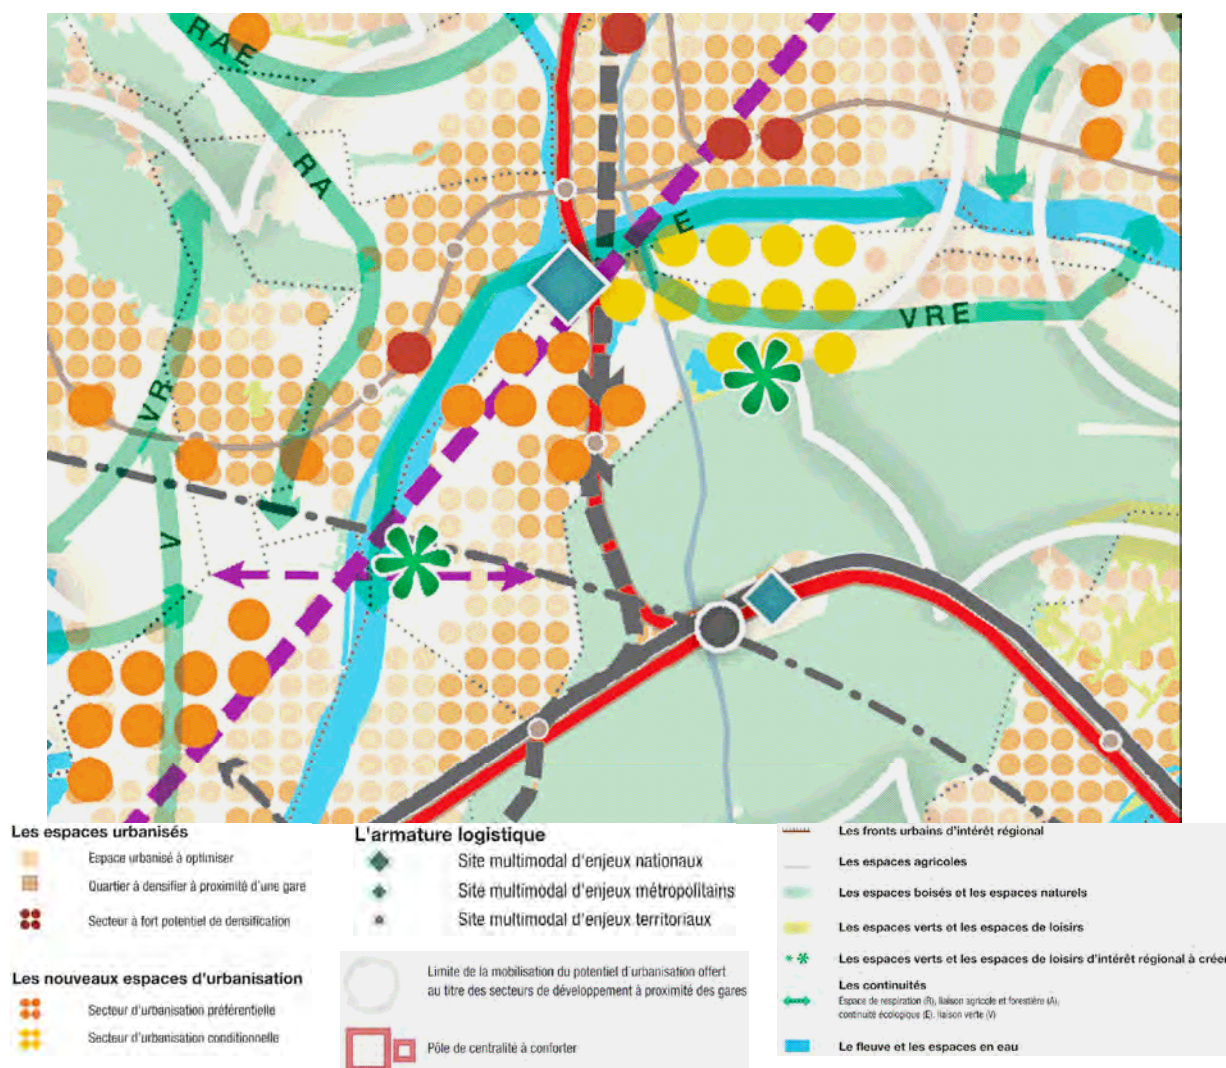 RAE
RA
E
VRE
VR
V
Les espaces urbanisés
Espace urbanisé à optimiser
Quartier à densifier à proximité d'une gare
Secteur à fort potentiel de densification
Les nouveaux espaces d'urbanisation
Secteur d'urbanisation préférentielle
Secteur d'urbanisation conditionnelle
L'armature logistique
Site multimodal d'enjeux nationaux
Site multimodal d'enjeux métropolitains
Site multimodal d'enjeux territoriaux
Limite de la mobilisation du potentiel d'urbanisation offert
au titre des secteurs de développement à proximité des gares
Pôle de centralité à conforter
Les fronts urbains d'intérêt régional
Les espaces agricoles
Les espaces boisés et les espaces naturels
Les espaces verts et les espaces de loisirs
Les espaces verts et les espaces de loisirs d'intérêt régional à créer
Les continuités
Espace de respiration (R), liaison agricole et forestière (A),
continuité écologique (E), liaison verte (V)
Le fleuve et les espaces en eau